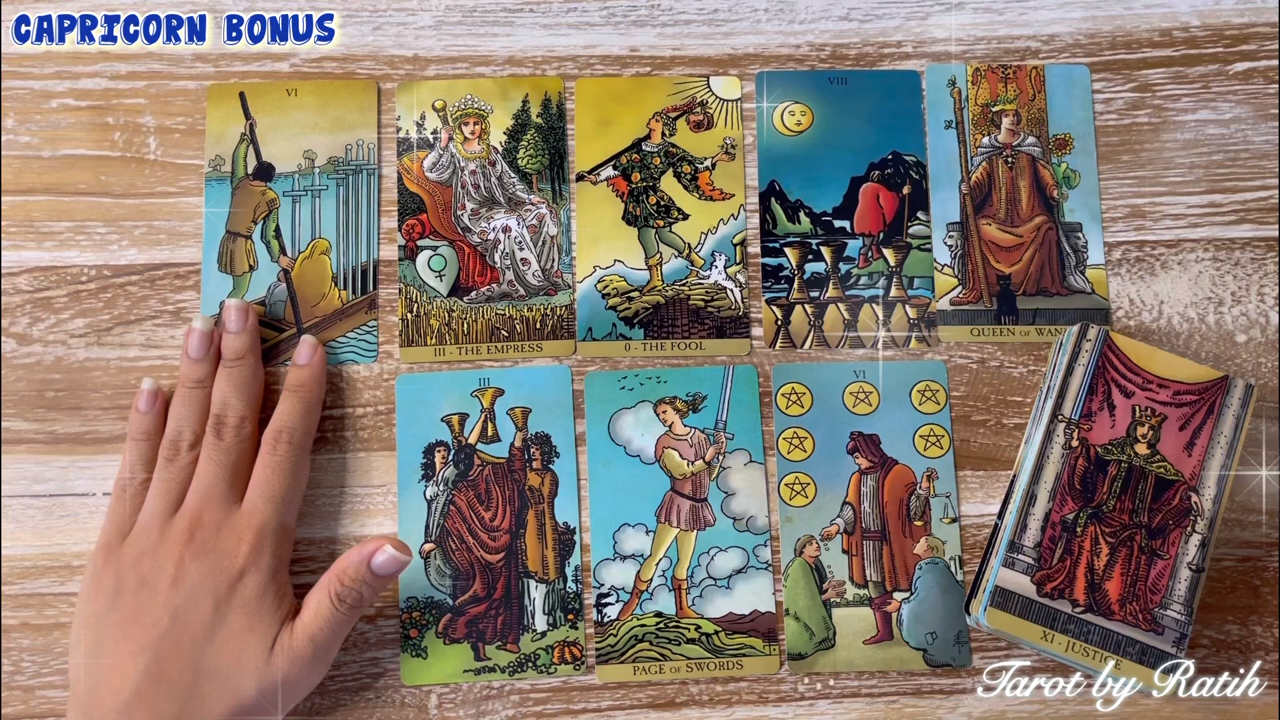 CAPRICORN BONUS
VI
III - THE EMPRESS
0 - THE FOOL
VIII
QUEEN OF WAN
III
PAGE OF SWORDS
VI
XI - JUSTICE
Tarot by Ratih